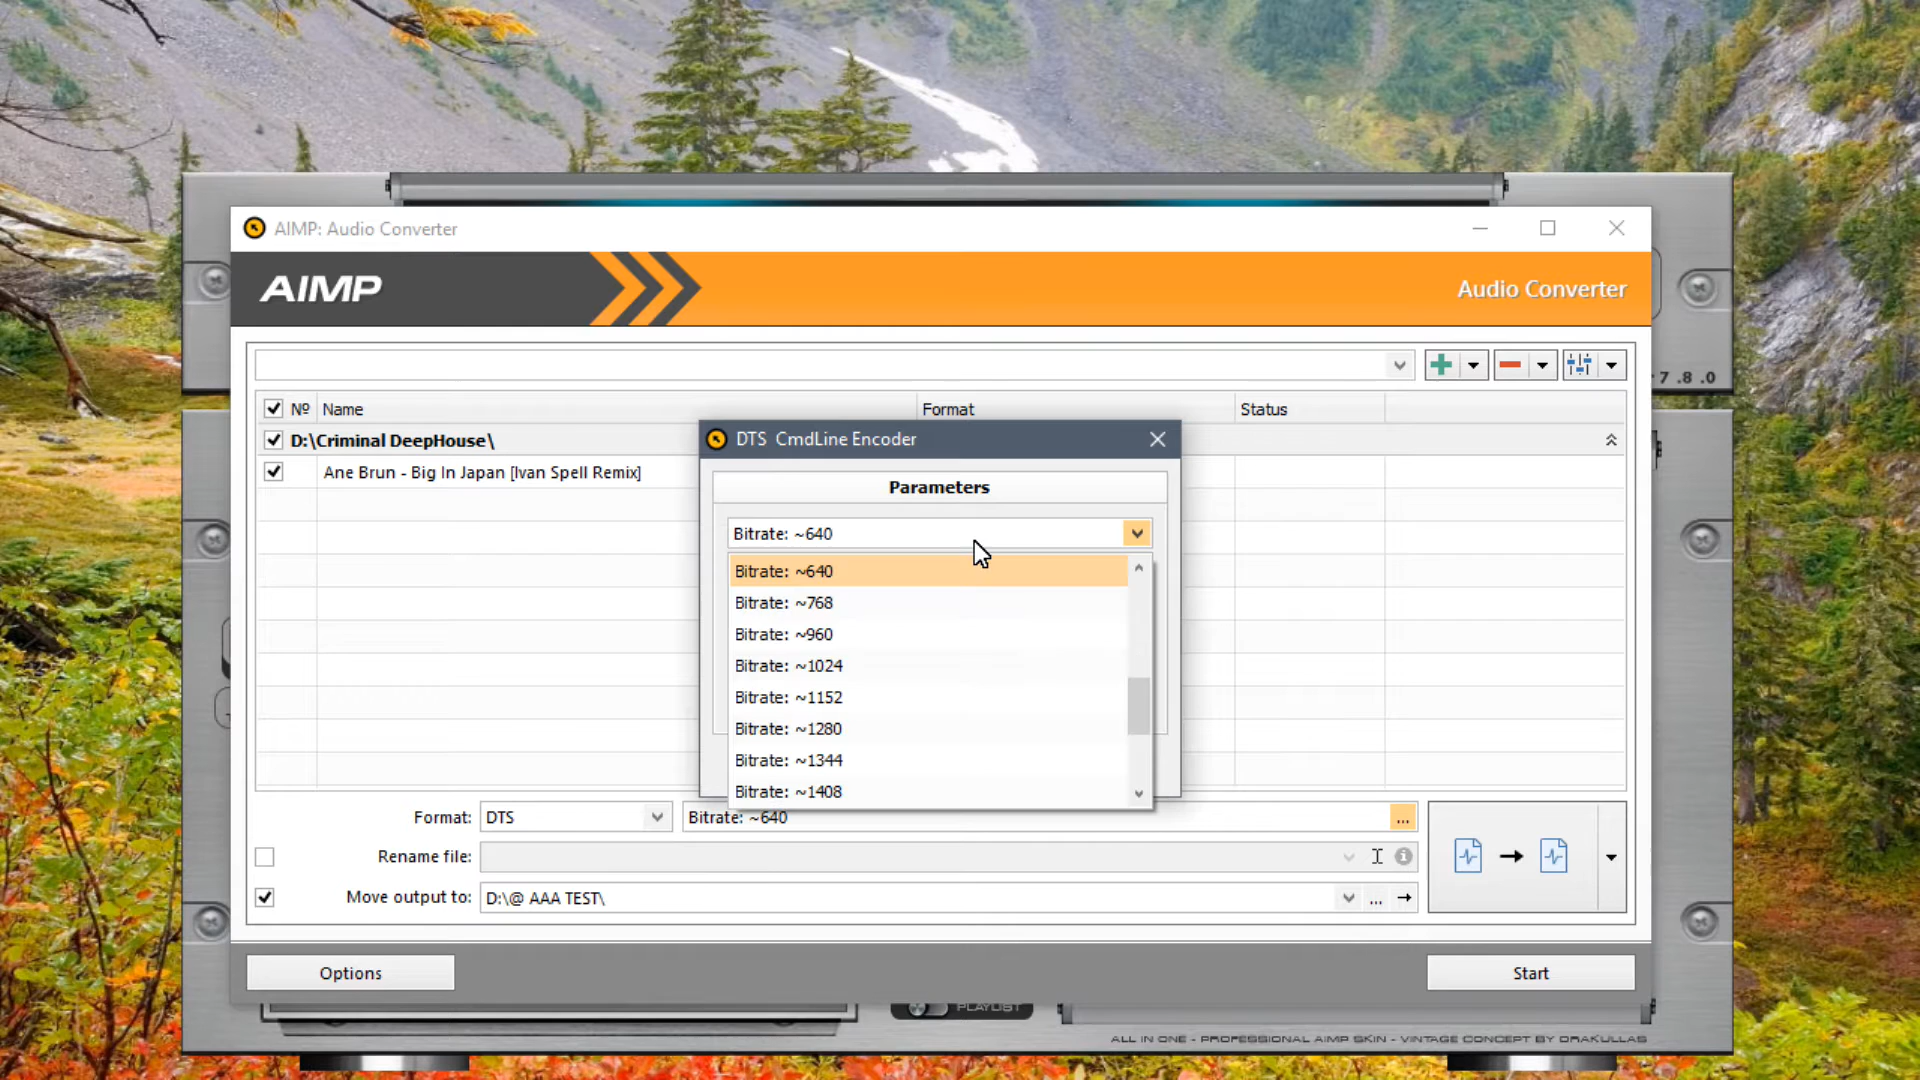 AIMP: Audio Converter
AIMP
Audio Converter
7.8.0
Nº Name Format Status
D:\Criminal DeepHouse\
Ane Brun - Big In Japan [Ivan Spell Remix]
DTS CmdLine Encoder
Parameters
Bitrate: ~640
Bitrate: ~640
Bitrate: ~768
Bitrate: ~960
Bitrate: ~1024
Bitrate: ~1152
Bitrate: ~1280
Bitrate: ~1344
Bitrate: ~1408
Format: DTS Bitrate: ~640 ...
Rename file:
Move output to: D:\@ AAA TEST\ ...
Options Start
PLAYLIST
ALL IN ONE - PROFESSIONAL AIMP SKIN - VINTAGE CONCEPT BY DRAKULLAS